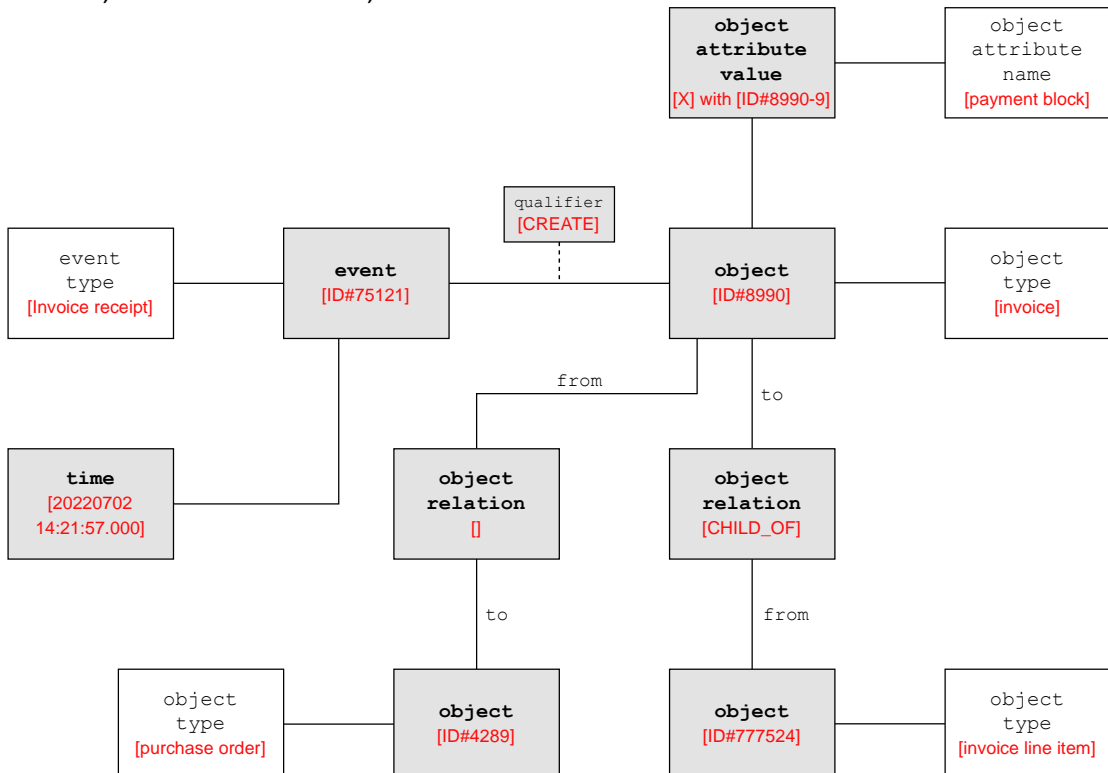 object
attribute
value
[X] with [ID#8990-9]
object
attribute
name
[payment block]
qualifier
[CREATE]
event
type
[Invoice receipt]
event
[ID#75121]
object
[ID#8990]
object
type
[invoice]
from
to
time
[20220702
14:21:57.000]
object
relation
[]
object
relation
[CHILD_OF]
to
from
object
type
[purchase order]
object
[ID#4289]
object
[ID#777524]
object
type
[invoice line item]